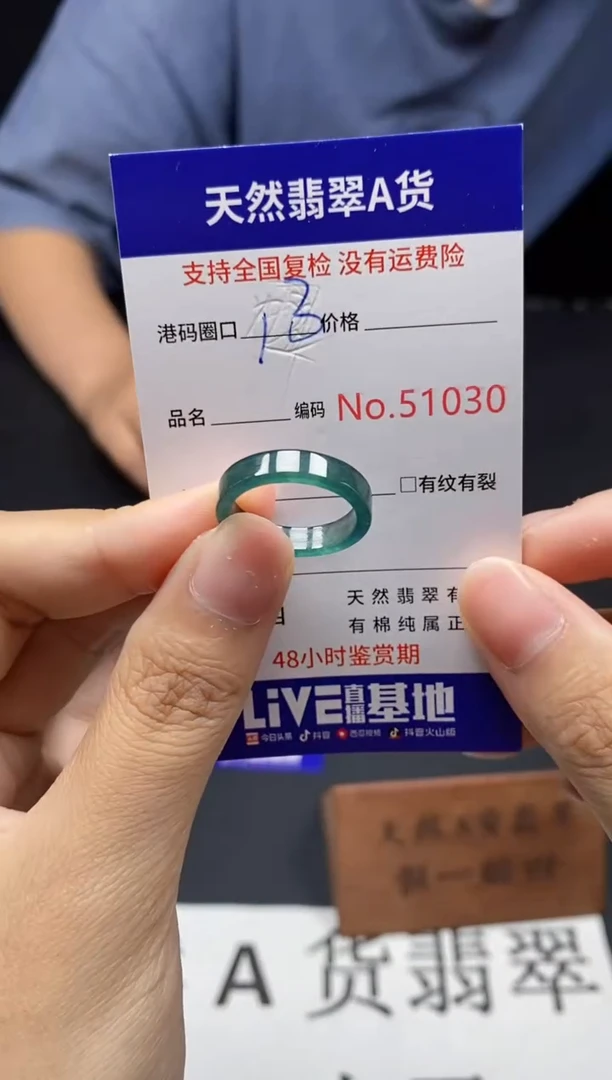 天然翡翠A货
支持全国复检 没有运费险
港码圈口 13 价格
品名 编码 No.51030
□有纹有裂
天然翡翠有
有棉纯属正
48小时鉴赏期
LiVE直播基地
今日头条 抖音 西瓜视频 抖音火山版
A货翡翠